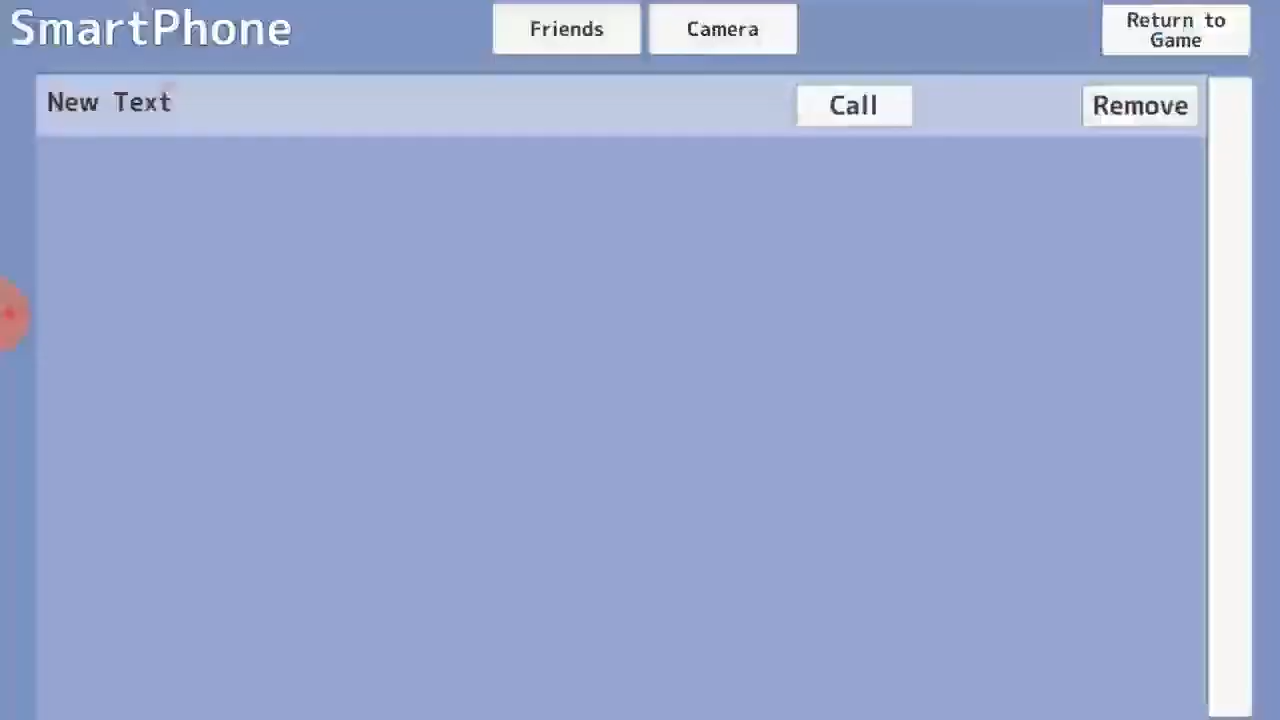 SmartPhone
Friends
Camera
Return to
Game
New Text
Call
Remove